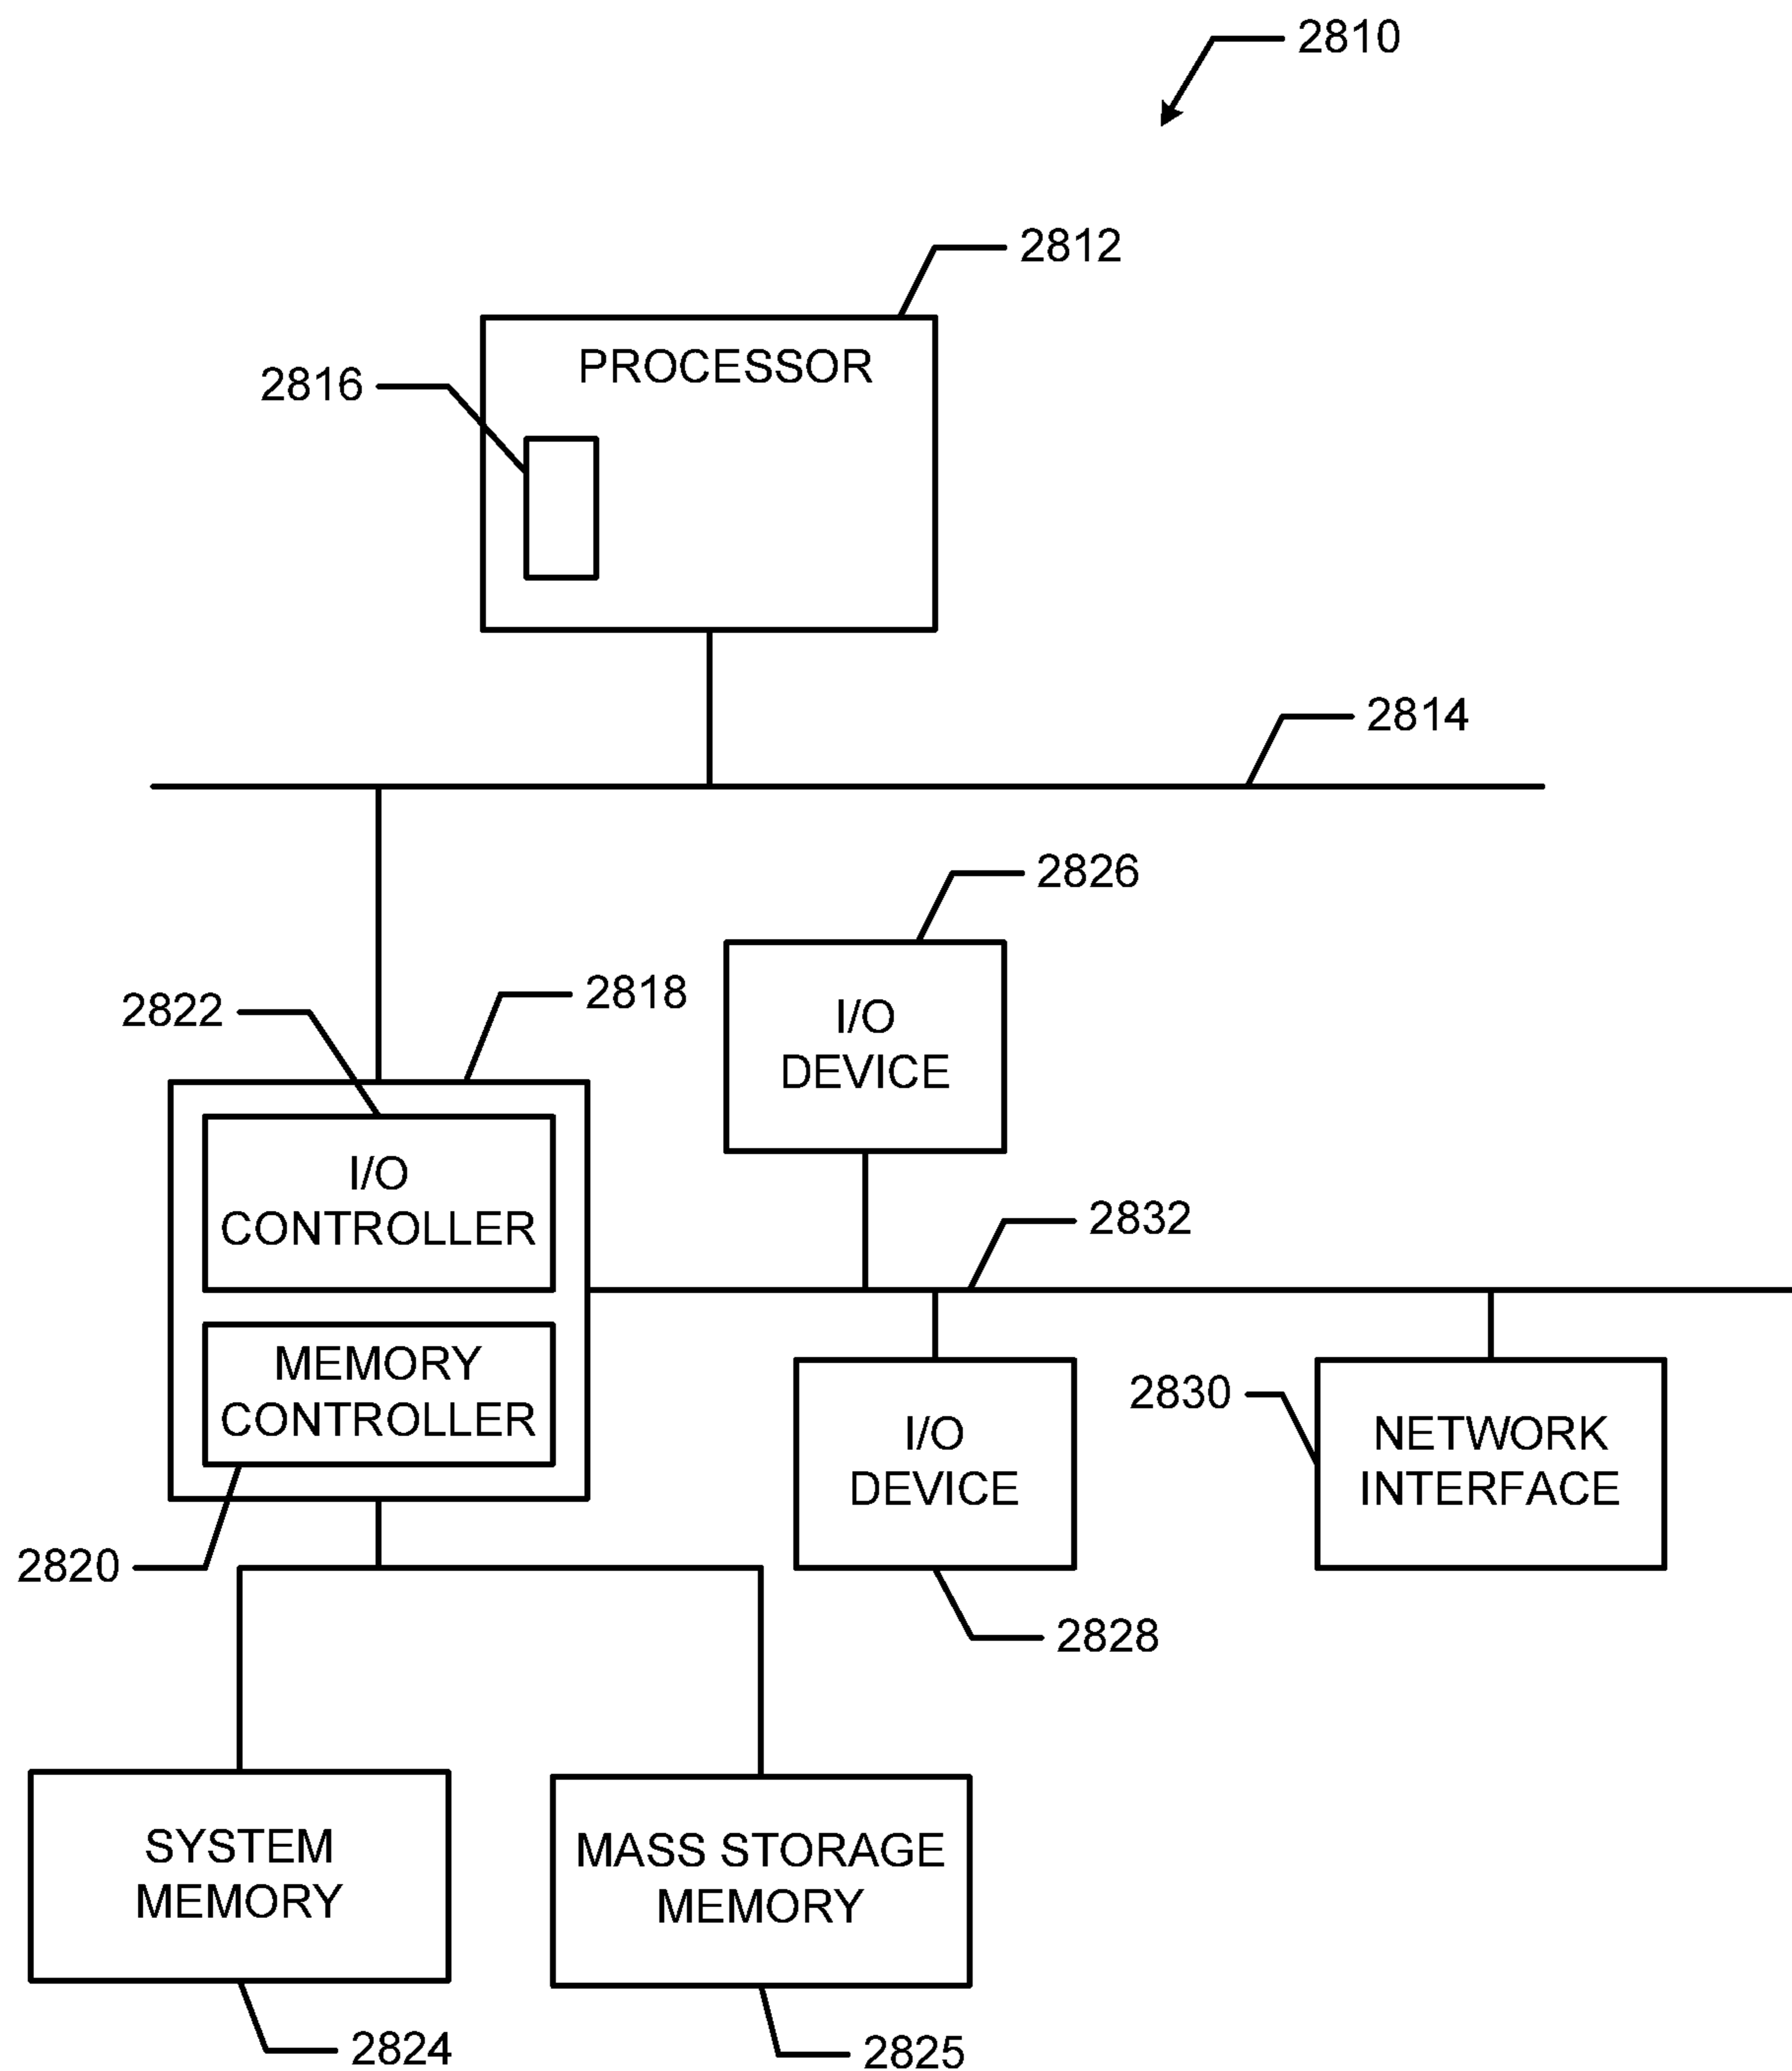 2810
2812
PROCESSOR
2816
2814
2826
2818
2822
I/O
DEVICE
I/O
CONTROLLER
2832
MEMORY
CONTROLLER
2830
I/O
DEVICE
NETWORK
INTERFACE
2820
2828
SYSTEM
MEMORY
MASS STORAGE
MEMORY
2824
2825